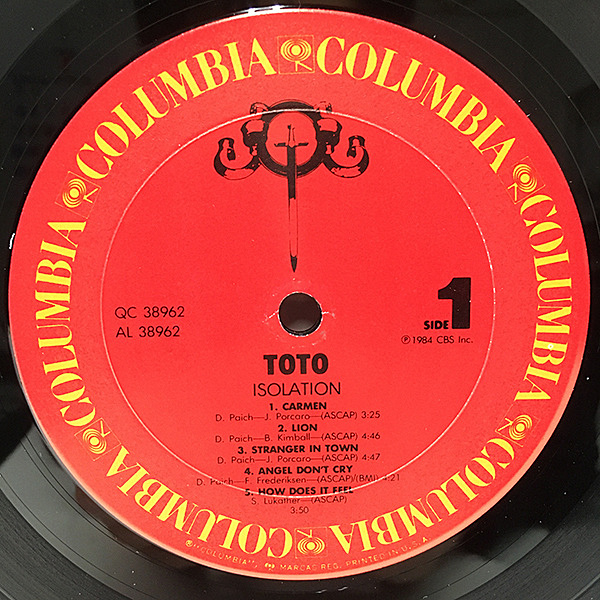 COLUMBIA COLUMBIA COLUMBIA COLUMBIA COLUMBIA COLUMBIA COLUMBIA COLUMBIA
QC 38962
AL 38962
SIDE 1
℗1984 CBS Inc.
TOTO
ISOLATION
1. CARMEN
D. Paich—J. Porcaro—(ASCAP) 3:25
2. LION
D. Paich—B. Kimball—(ASCAP) 4:46
3. STRANGER IN TOWN
D. Paich—J. Porcaro—(ASCAP) 4:47
4. ANGEL DON'T CRY
D. Paich—F. Frederiksen—(ASCAP)/(BMI) 4:21
5. HOW DOES IT FEEL
S. Lukather—(ASCAP)
3:50
® "COLUMBIA", MARCAS REG. PRINTED IN U.S.A.